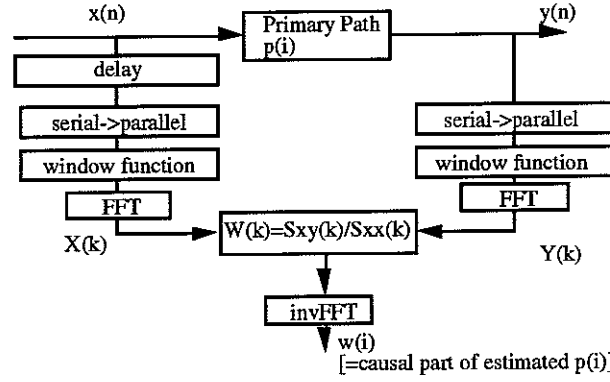 x(n)
Primary Path
p(i)
y(n)
delay
serial->parallel
serial->parallel
window function
window function
FFT
FFT
X(k)
W(k)=Sxy(k)/Sxx(k)
Y(k)
invFFT
w(i)
[=causal part of estimated p(i)]